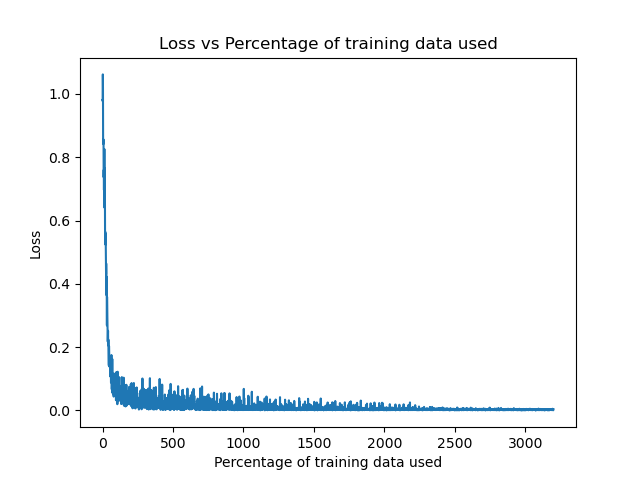 Loss vs Percentage of training data used
1.0
0.8
0.6
0.4
0.2
0.0
Loss
0 500 1000 1500 2000 2500 3000
Percentage of training data used